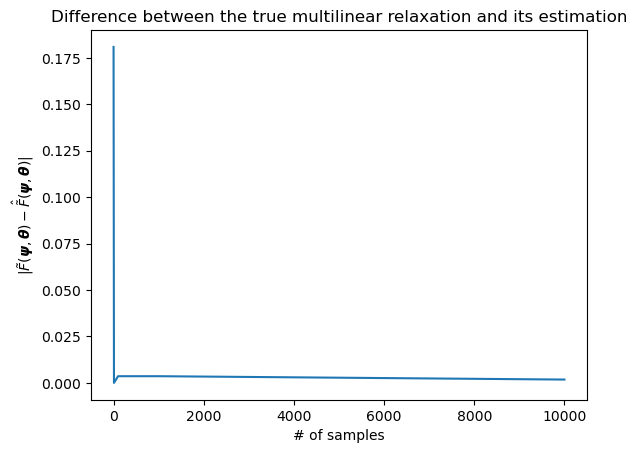 Difference between the true multilinear relaxation and its estimation
0.175
0.150
0.125
0.100
0.075
0.050
0.025
0.000
|F̃(𝝍, 𝜽) − F̃̂(𝝍, 𝜽)|
0 2000 4000 6000 8000 10000
# of samples